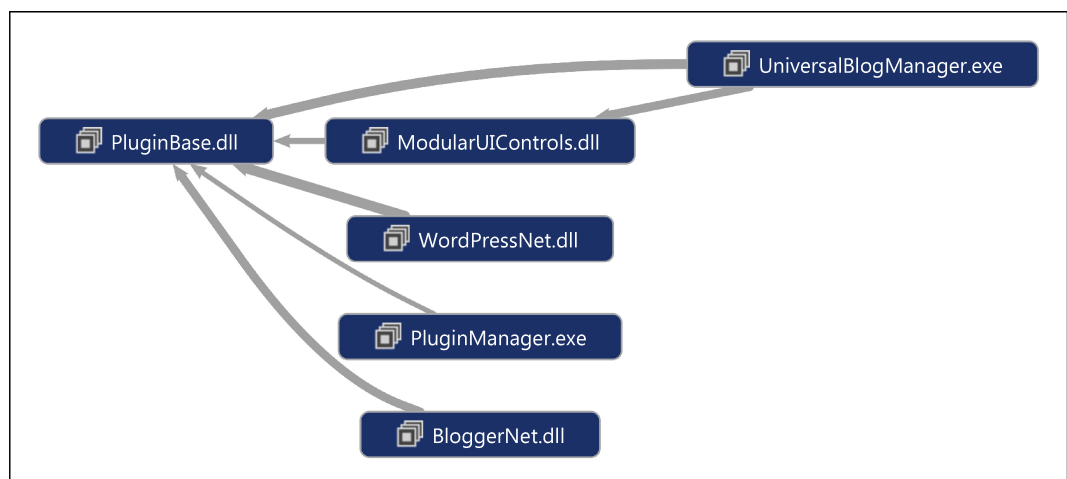 UniversalBlogManager.exe
PluginBase.dll
ModularUIControls.dll
WordPressNet.dll
PluginManager.exe
BloggerNet.dll